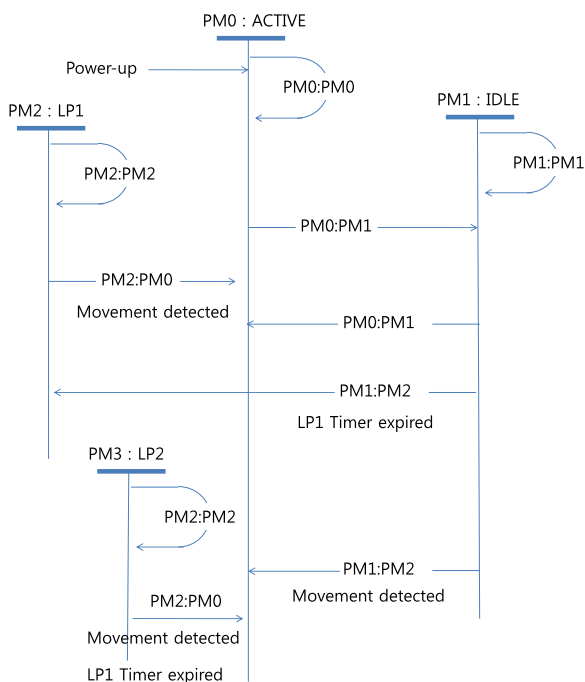 PM0 : ACTIVE
Power-up
PM0:PM0
PM2 : LP1
PM1 : IDLE
PM2:PM2
PM1:PM1
PM0:PM1
PM2:PM0
Movement detected
PM0:PM1
PM1:PM2
LP1 Timer expired
PM3 : LP2
PM2:PM2
PM1:PM2
Movement detected
PM2:PM0
Movement detected
LP1 Timer expired